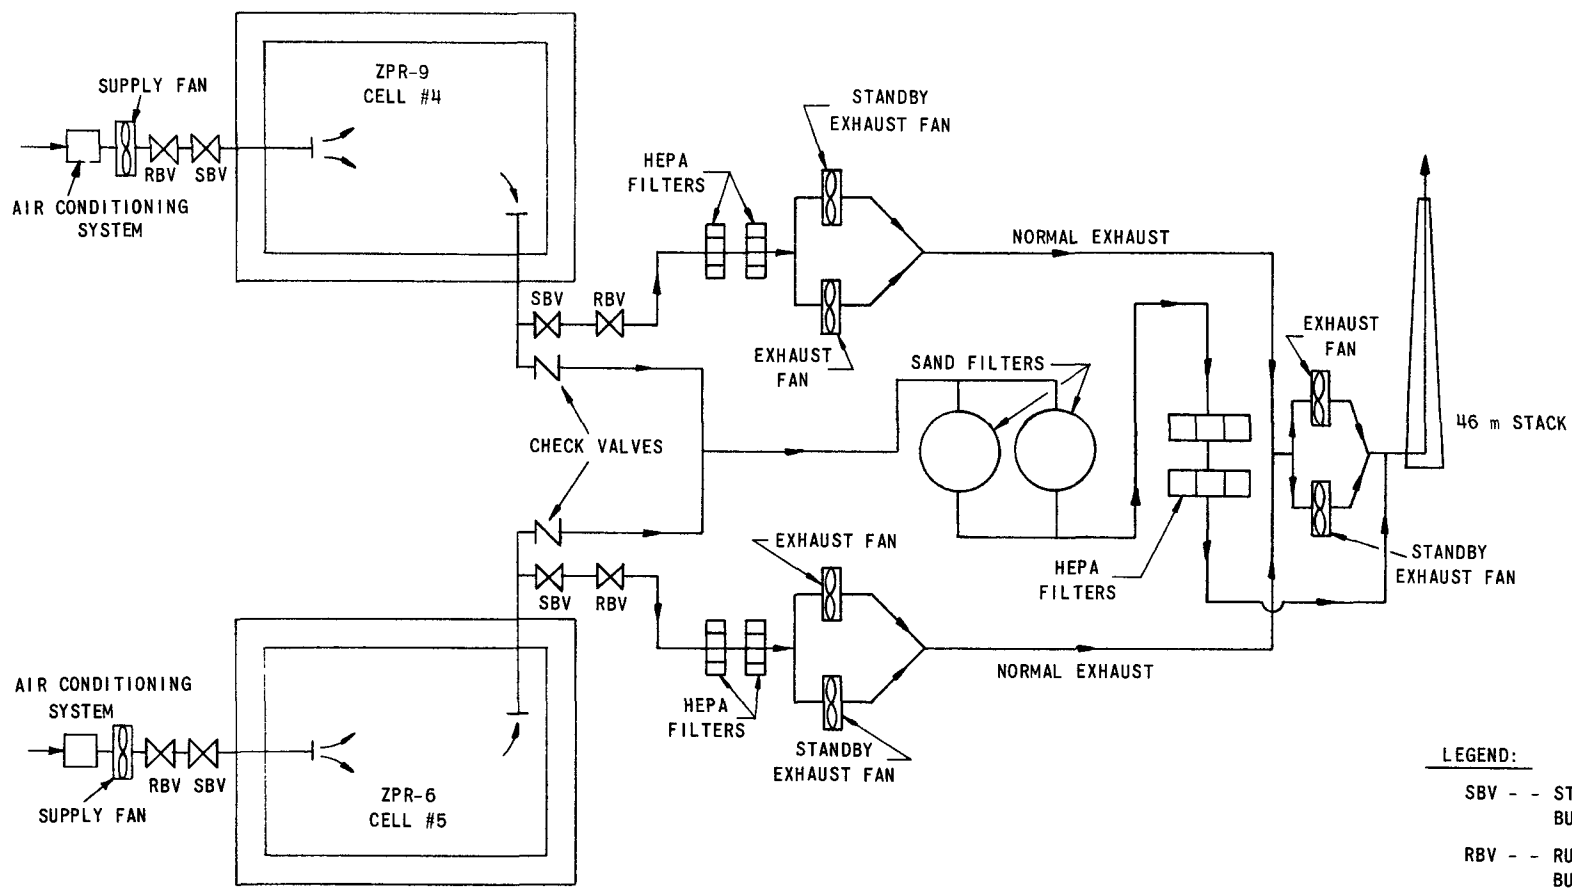 ZPR-9
CELL #4
SUPPLY FAN
RBV
SBV
AIR CONDITIONING
SYSTEM
STANDBY
EXHAUST FAN
HEPA
FILTERS
NORMAL EXHAUST
SBV
RBV
EXHAUST
FAN
SAND FILTERS
EXHAUST
FAN
46 m STACK
CHECK VALVES
EXHAUST FAN
HEPA
FILTERS
STANDBY
EXHAUST FAN
SBV
RBV
NORMAL EXHAUST
HEPA
FILTERS
STANDBY
EXHAUST FAN
AIR CONDITIONING
SYSTEM
RBV
SBV
SUPPLY FAN
ZPR-6
CELL #5
LEGEND:
SBV - - ST
BU
RBV - - RU
BU